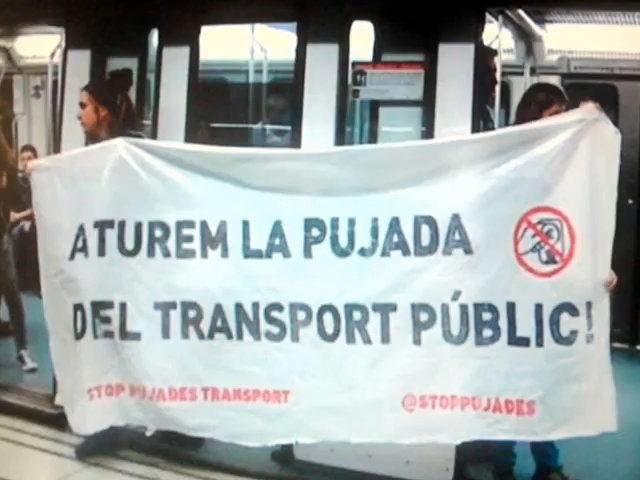 ATUREM LA PUJADA
DEL TRANSPORT PÚBLIC!
STOP PUJADES TRANSPORT
@STOPPUJADES